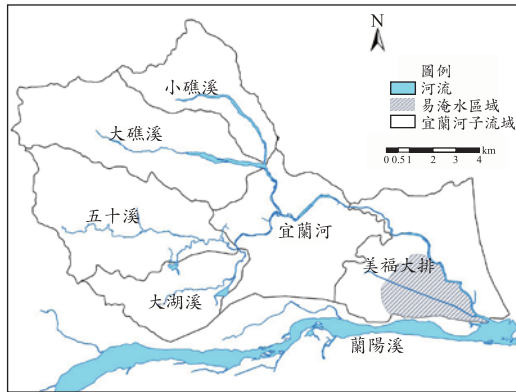 N
圖例
河流
易淹水區域
宜蘭河子流域
0 0.5 1 2 3 4
km
小礁溪
大礁溪
五十溪
宜蘭河
美福大排
大湖溪
蘭陽溪